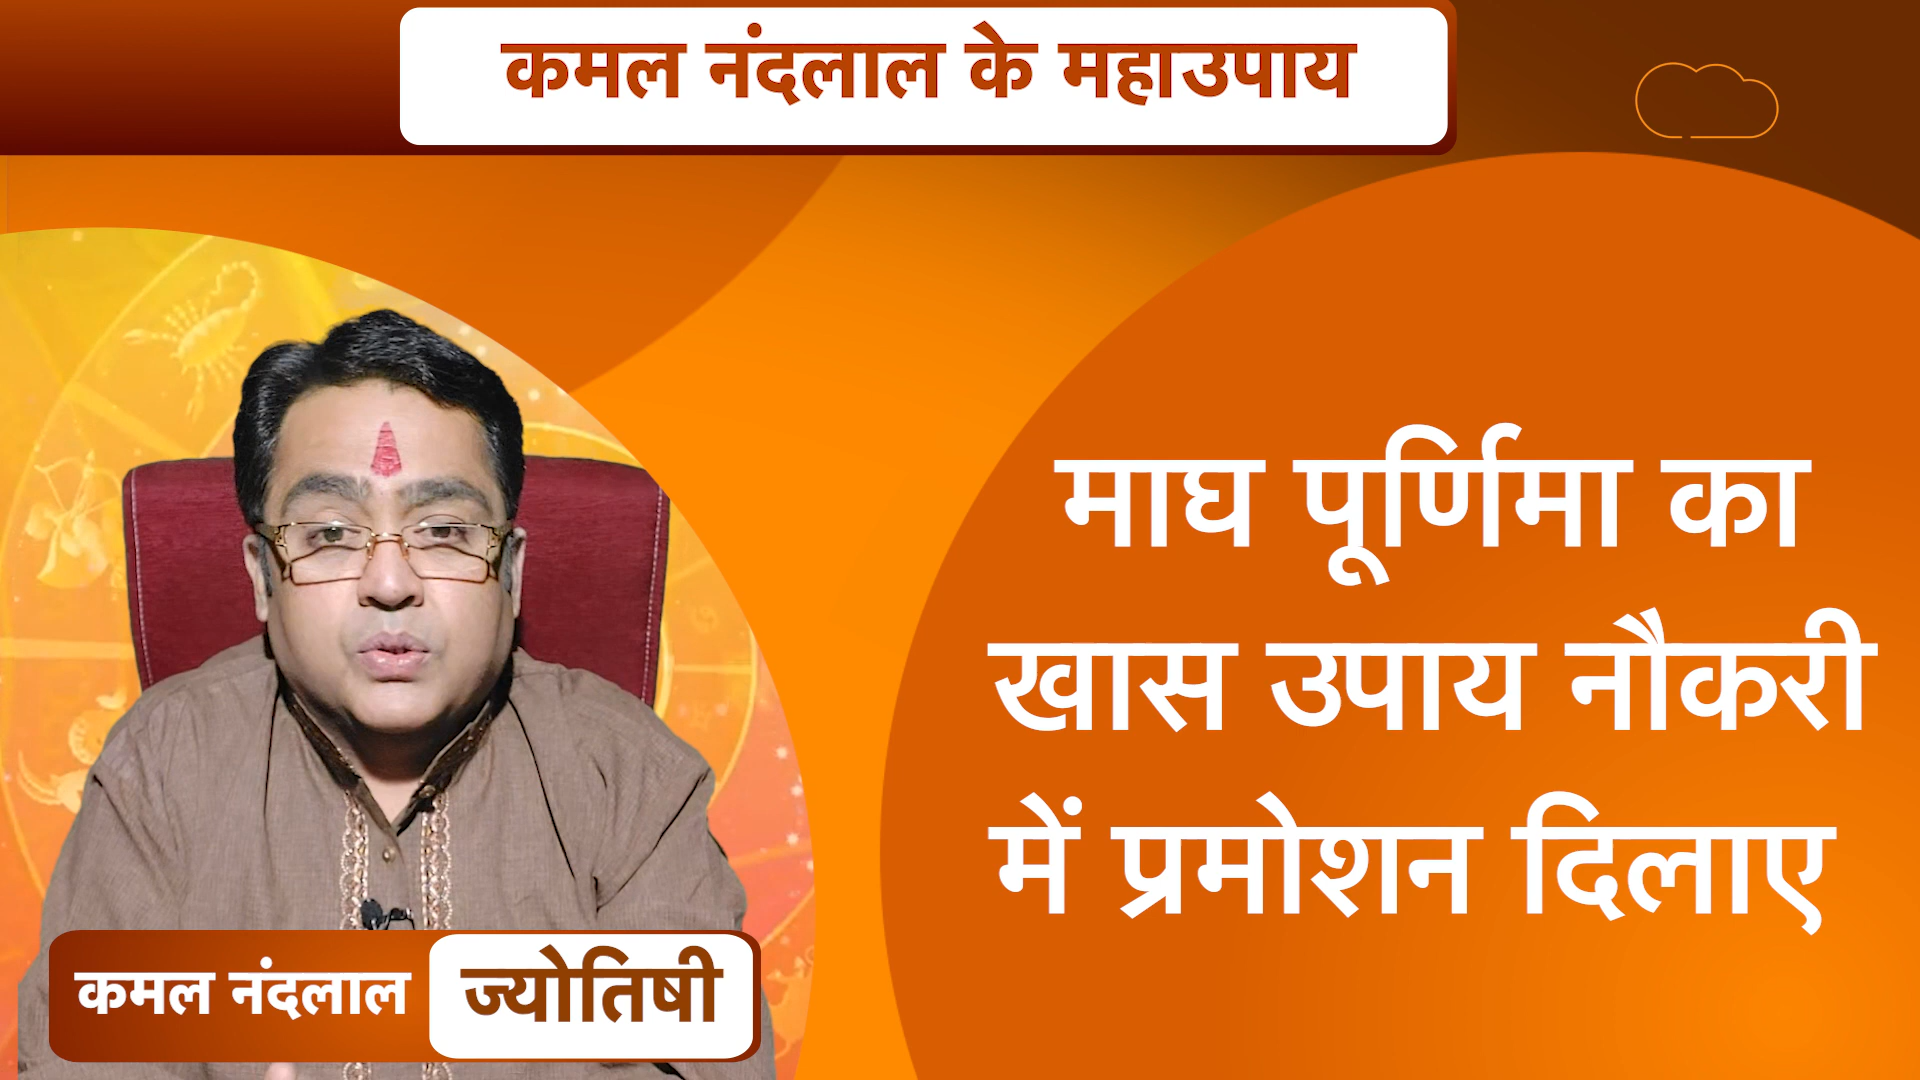 कमल नंदलाल के महाउपाय
माघ पूर्णिमा का
खास उपाय नौकरी
में प्रमोशन दिलाए
कमल नंदलाल ज्योतिषी